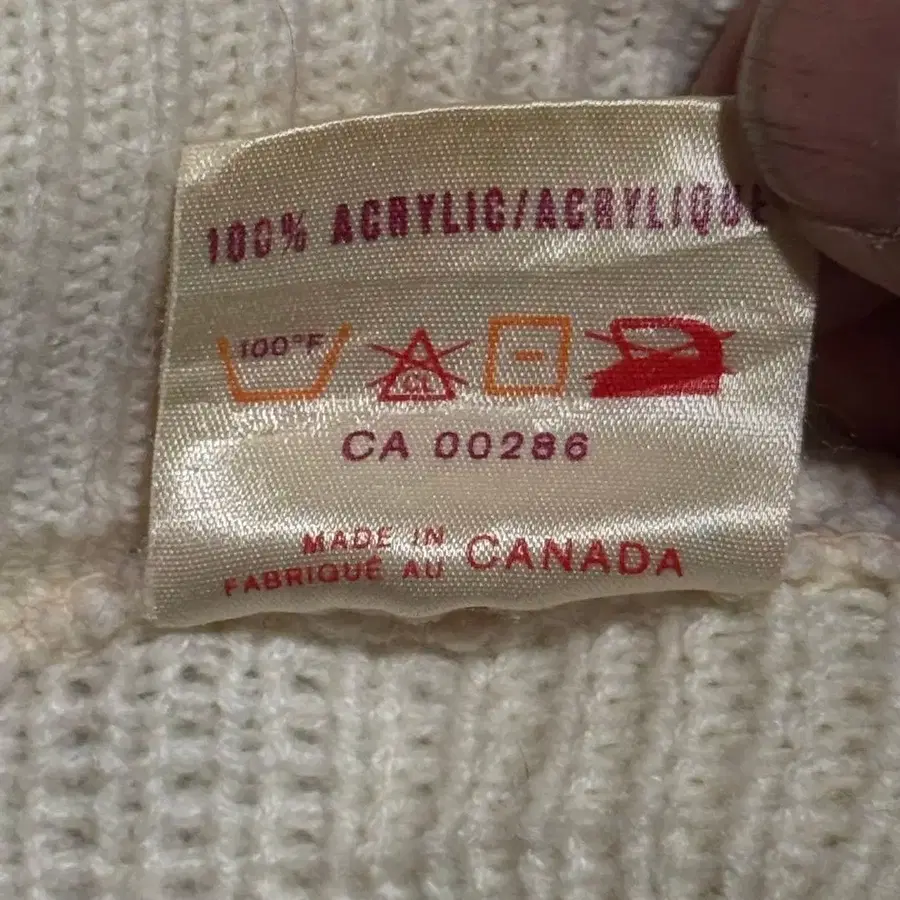 100% ACRYLIC/ACRYLIQUE
100°F CL
CA 00286
MADE IN
FABRIQUÉ AU CANADA